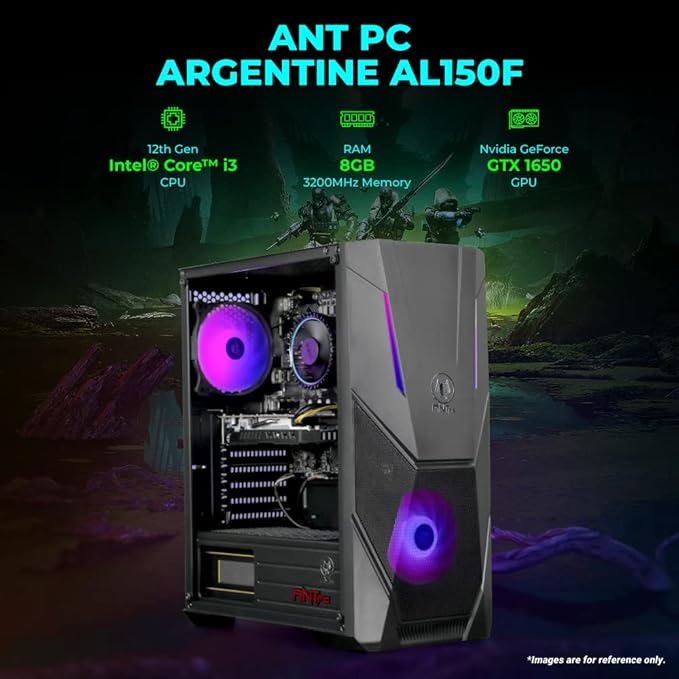 ANT PC
ARGENTINE AL150F
12th Gen
Intel® Core™ i3
CPU
RAM
8GB
3200MHz Memory
Nvidia GeForce
GTX 1650
GPU
*Images are for reference only.